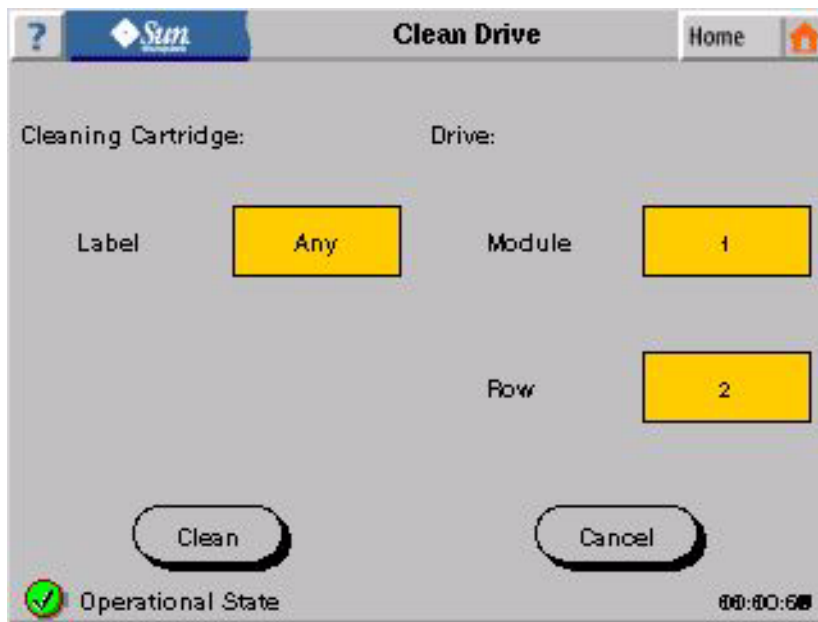 ? Sun Clean Drive Home
Cleaning Cartridge: Drive:
Label Any Module 1
Row 2
Clean Cancel
Operational State